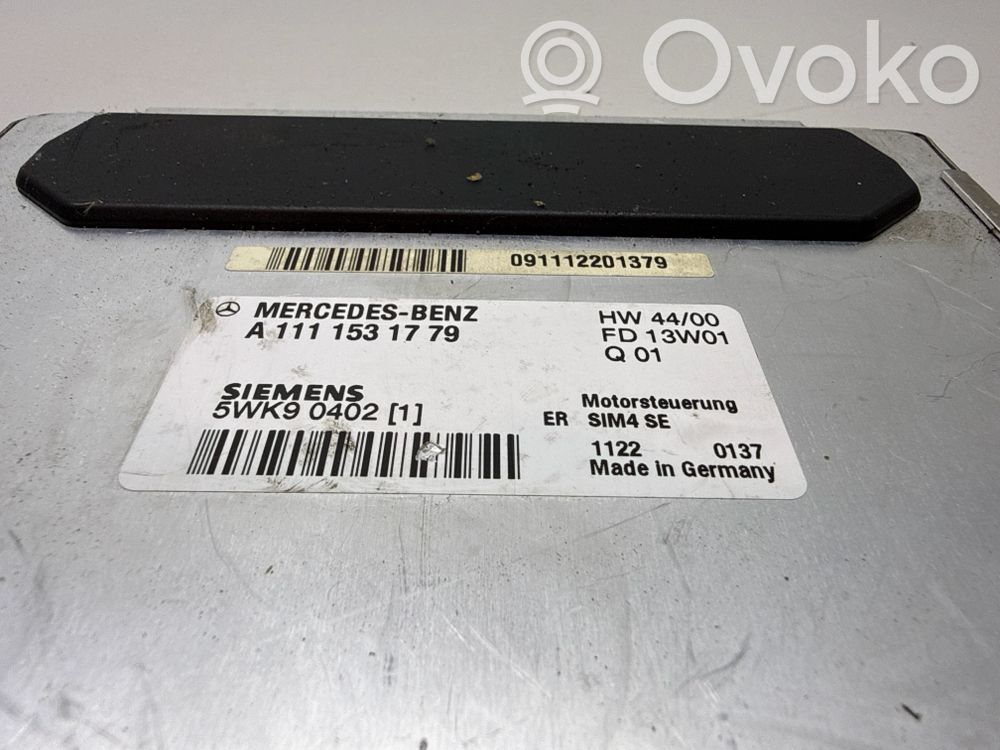 Ovoko
091112201379
MERCEDES-BENZ
A 111 153 17 79
HW 44/00
FD 13W01
Q 01
SIEMENS
5WK9 0402 [1]
Motorsteuerung
ER SIM4 SE
1122 0137
Made in Germany